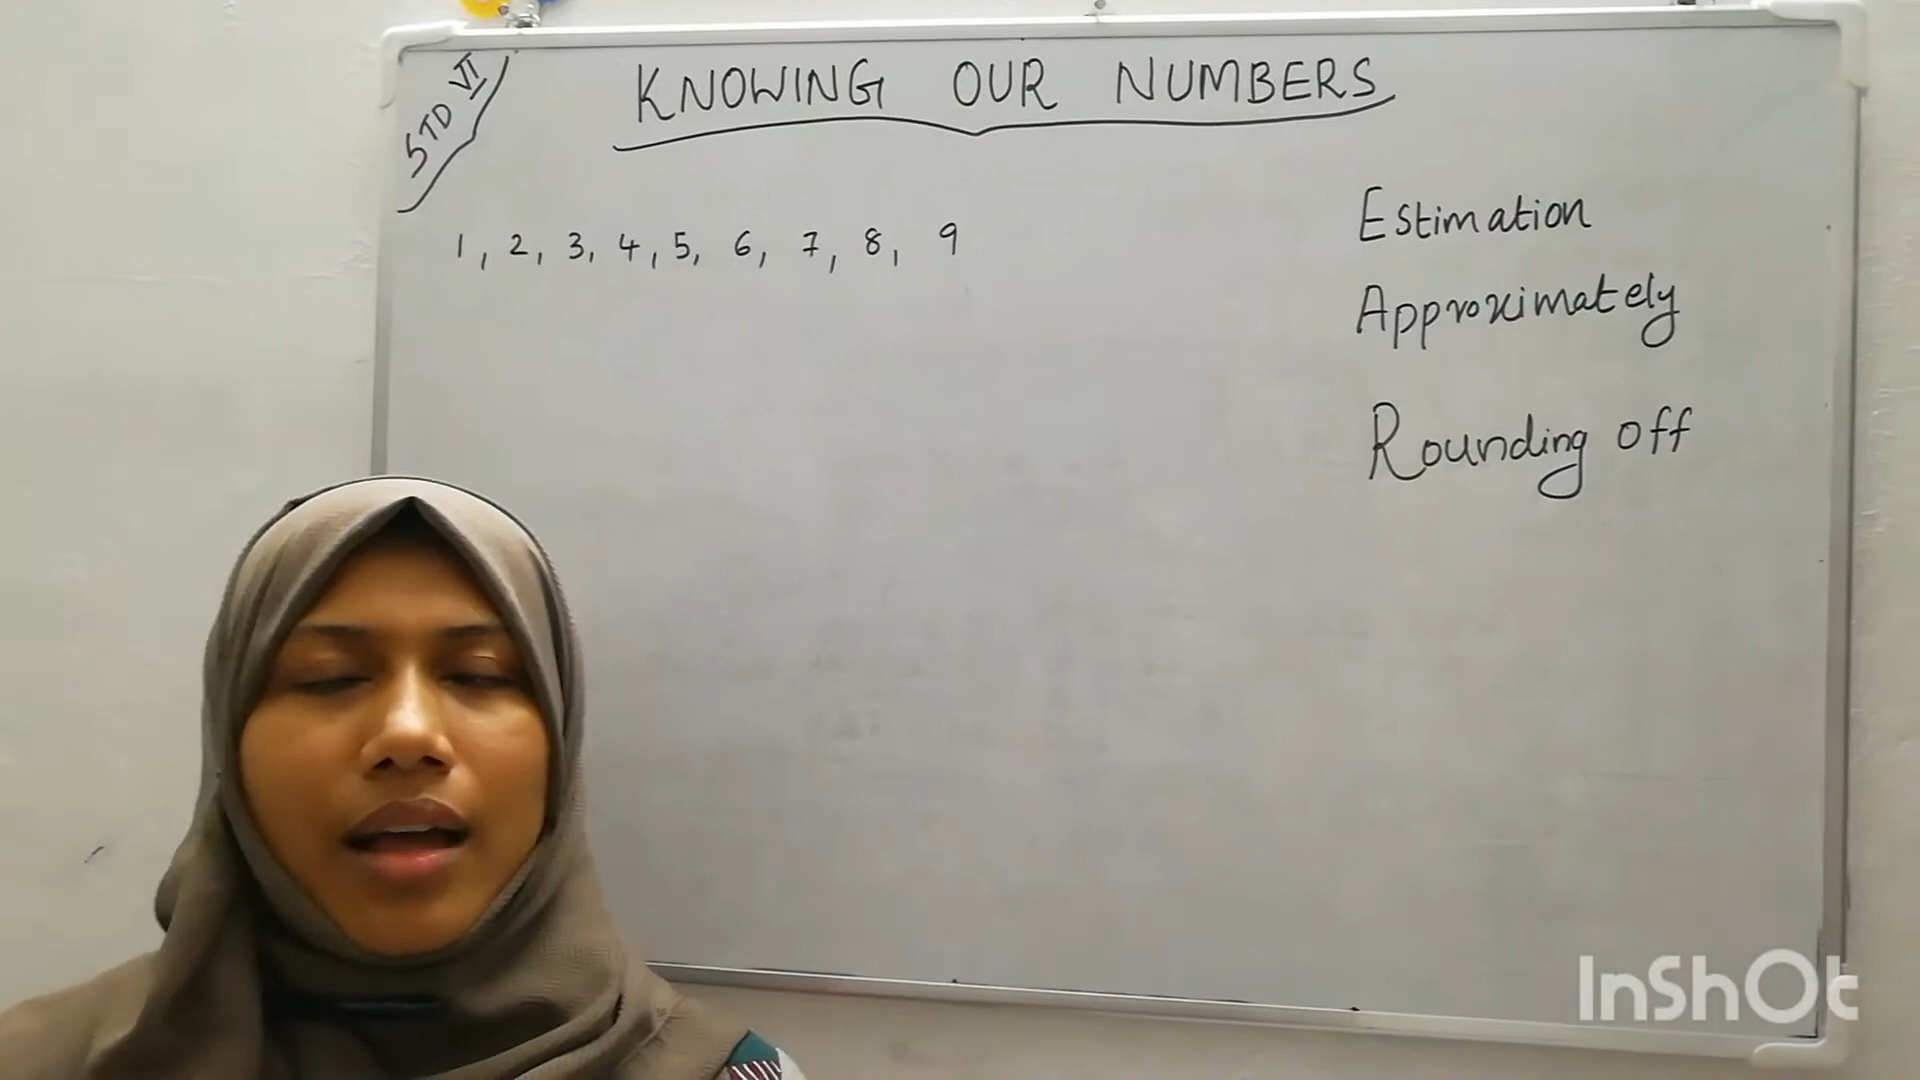 STD VI
KNOWING OUR NUMBERS
1, 2, 3, 4, 5, 6, 7, 8, 9
Estimation
Approximately
Rounding off
InShOt